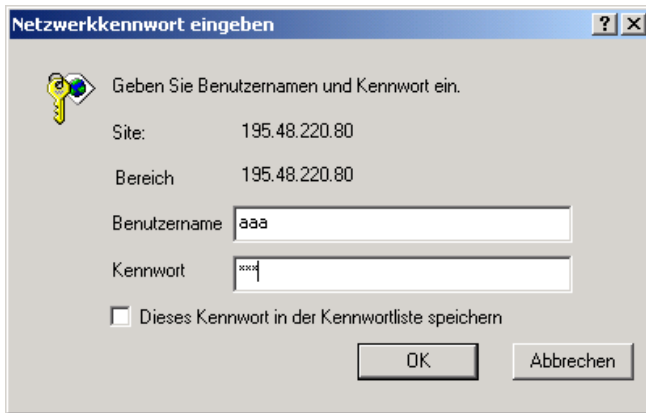 Netzwerkkennwort eingeben
Geben Sie Benutzernamen und Kennwort ein.
Site: 195.48.220.80
Bereich 195.48.220.80
Benutzername aaa
Kennwort ***
Dieses Kennwort in der Kennwortliste speichern
OK Abbrechen